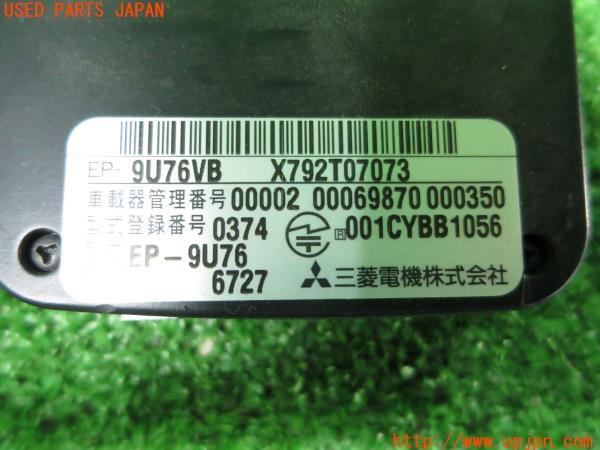 USED PARTS JAPAN
EP- 9U76VB X792T07073
車載器管理番号 00002 00069870 000350
型式登録番号 0374 R 001CYBB1056
EP-9U76
6727 三菱電機株式会社
http://www.upjpn.com/